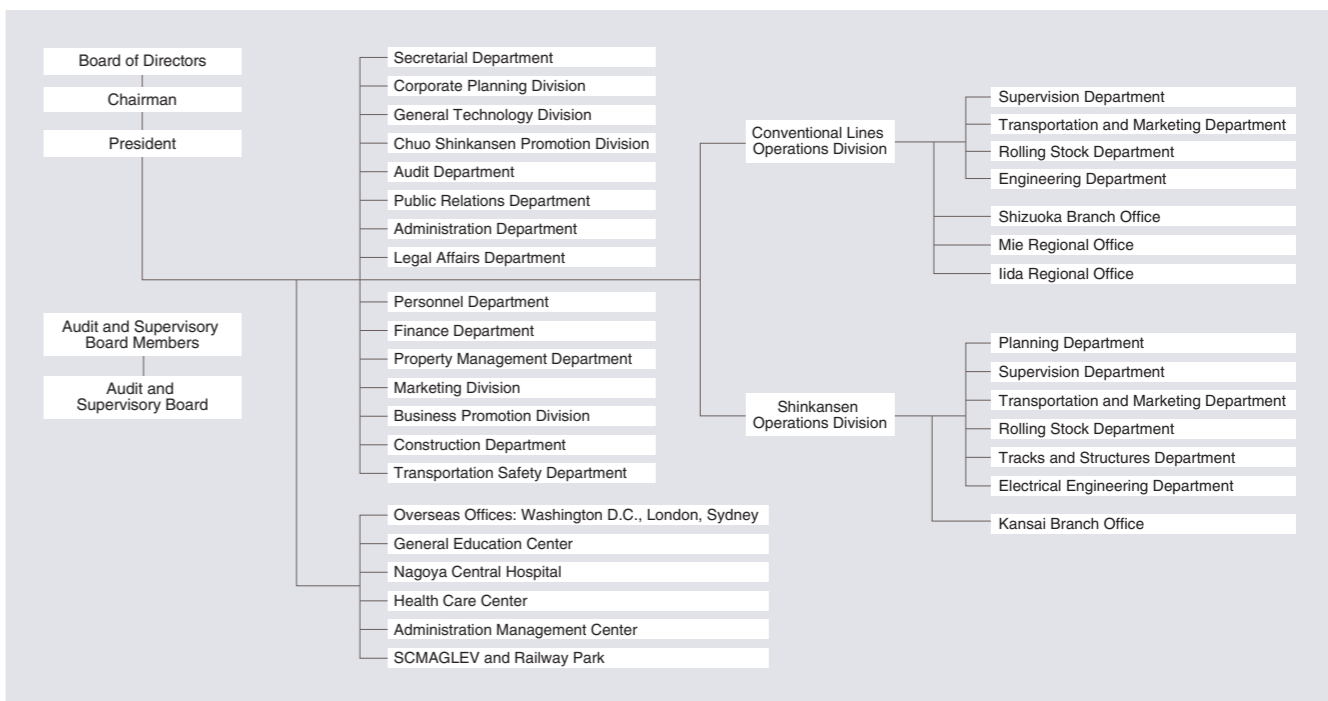 Board of Directors
Chairman
President
Audit and Supervisory
Board Members
Audit and
Supervisory Board
Secretarial Department
Corporate Planning Division
General Technology Division
Chuo Shinkansen Promotion Division
Audit Department
Public Relations Department
Administration Department
Legal Affairs Department
Personnel Department
Finance Department
Property Management Department
Marketing Division
Business Promotion Division
Construction Department
Transportation Safety Department
Overseas Offices: Washington D.C., London, Sydney
General Education Center
Nagoya Central Hospital
Health Care Center
Administration Management Center
SCMAGLEV and Railway Park
Conventional Lines
Operations Division
Supervision Department
Transportation and Marketing Department
Rolling Stock Department
Engineering Department
Shizuoka Branch Office
Mie Regional Office
Iida Regional Office
Shinkansen
Operations Division
Planning Department
Supervision Department
Transportation and Marketing Department
Rolling Stock Department
Tracks and Structures Department
Electrical Engineering Department
Kansai Branch Office